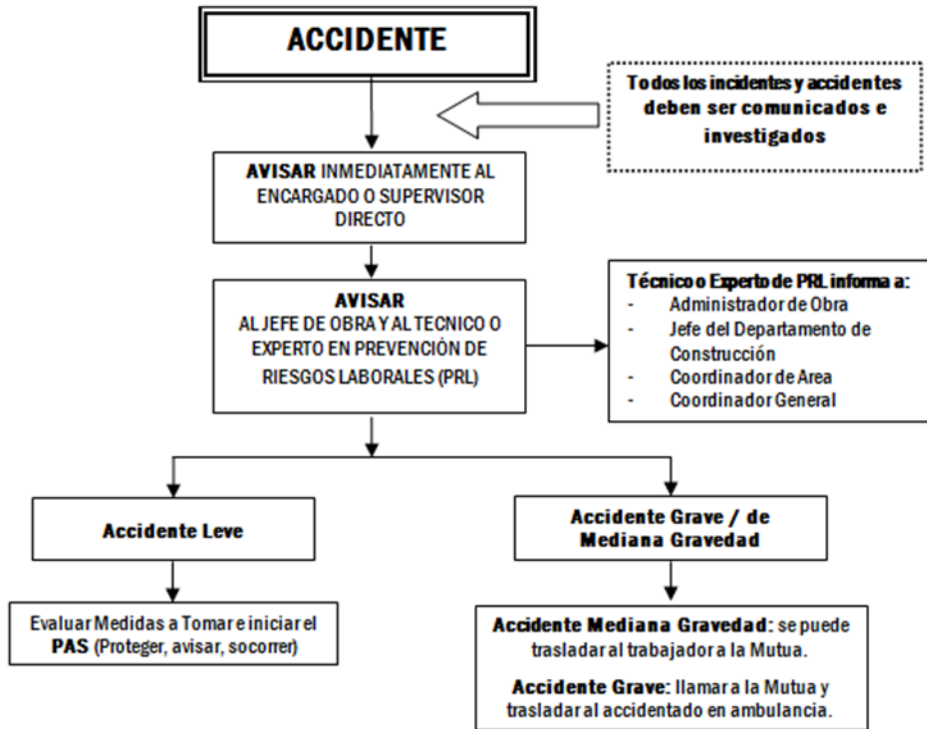 ACCIDENTE
Todos los incidentes y accidentes
deben ser comunicados e
investigados
AVISAR INMEDIATAMENTE AL
ENCARGADO O SUPERVISOR
DIRECTO
AVISAR
AL JEFE DE OBRA Y AL TECNICO O
EXPERTO EN PREVENCIÓN DE
RIESGOS LABORALES (PRL)
Técnico o Experto de PRL informa a:
- Administrador de Obra
- Jefe del Departamento de
Construcción
- Coordinador de Area
- Coordinador General
Accidente Leve
Accidente Grave / de
Mediana Gravedad
Evaluar Medidas a Tomar e iniciar el
PAS (Proteger, avisar, socorrer)
Accidente Mediana Gravedad: se puede
trasladar al trabajador a la Mutua.
Accidente Grave: llamar a la Mutua y
trasladar al accidentado en ambulancia.